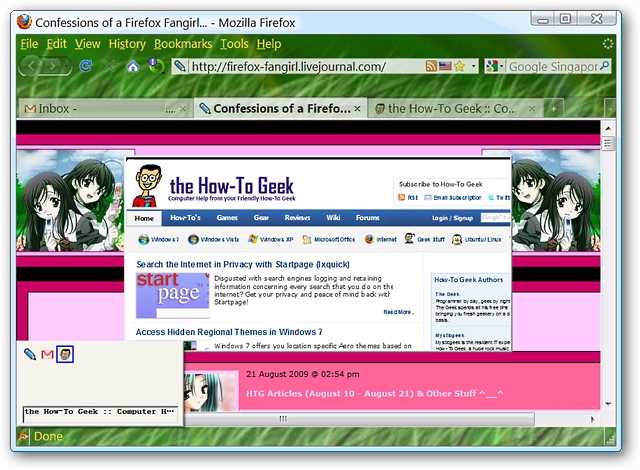 Confessions of a Firefox Fangirl... - Mozilla Firefox
File Edit View History Bookmarks Tools Help
http://firefox-fangirl.livejournal.com/
Google Singapor
Inbox - ....
Confessions of a Firefo...
the How-To Geek :: Co...
the How-To Geek
Computer Help from your Friendly How-To Geek
Subscribe to How-To Geek
RSS Email Subscription Twitt
Home How-To's Games Gear Reviews Wiki Forums Login / Signup Google
Windows 7 Windows Vista Windows XP Microsoft Office Internet Geek Stuff Ubuntu/Linux
Search the Internet in Privacy with Startpage (Ixquick)
start page
Disgusted with search engines logging and retaining
information concerning every search that you do on the
internet? Get your privacy and peace of mind back with
Startpage!
Read More..
How-To Geek Authors
The Geek
Programmer by day, geek by night
The Geek spends all his free time
bringing you fresh geekery on a
basis.
Mysticgeek
Mysticgeek is the resident IT exper
How-To Geek, a huge rock music
Access Hidden Regional Themes in Windows 7
Windows 7 offers you location specific Aero themes based on
the How-To Geek :: Computer H...
21 August 2009 @ 02:54 pm
HTG Articles (August 10 - August 21) & Other Stuff ^__^
Done